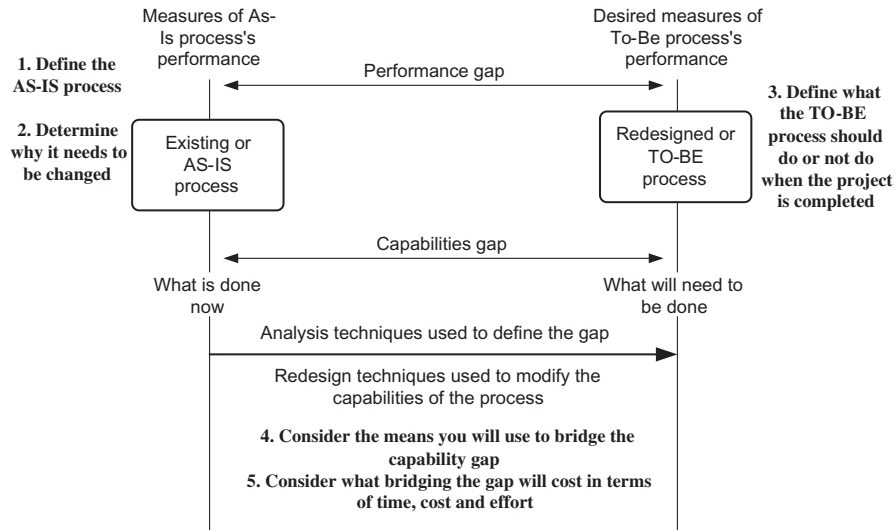 Measures of As-
Is process's
performance
Desired measures of
To-Be process's
performance
1. Define the
AS-IS process
Performance gap
2. Determine
why it needs to
be changed
Existing or
AS-IS
process
Redesigned or
TO-BE
process
3. Define what
the TO-BE
process should
do or not do
when the project
is completed
Capabilities gap
What is done
now
What will need to
be done
Analysis techniques used to define the gap
Redesign techniques used to modify the
capabilities of the process
4. Consider the means you will use to bridge the
capability gap
5. Consider what bridging the gap will cost in terms
of time, cost and effort